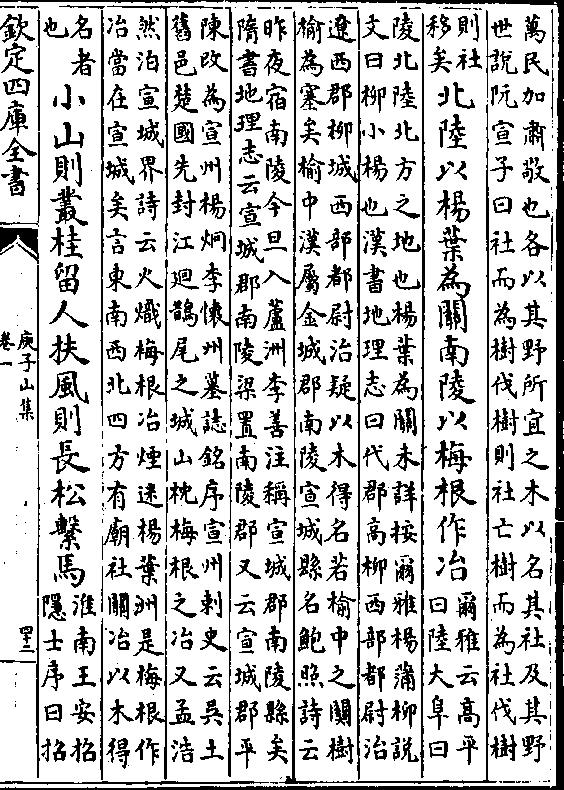 萬民加肅敬也各以其野所宜之木以名其社及其野
世說阮宣子曰社而為樹伐樹則社亡樹而為社伐樹
則社
移矣
北陸以楊葉為關南陵以梅根作冶
爾雅云高平
曰陸大阜曰
陵北陸北方之地也楊葉為關未詳按爾雅楊蒲柳說
文曰柳小楊也漢書地理志曰代郡高柳西部都尉治
遼西郡柳城西部都尉治疑以木得名若榆中之關樹
榆為塞矣榆中漢屬金城郡南陵宣城縣名鮑照詩云
昨夜宿南陵今旦入蘆洲李善注稱宣城郡南陵縣矣
隋書地理志云宣城郡南陵梁置南陵郡又云宣城郡平
陳改為宣州楊炯李懷州墓誌銘序宣州刺史云吳土
舊邑楚國先封江迴鵲尾之城山枕梅根之冶又孟浩
然泊宣城界詩云火熾梅根冶煙迷楊葉洲是梅根作
冶當在宣城矣言東南西北四方有廟社關冶以木得
名者
也
小山則叢桂留人扶風則長松繫馬
淮南王安招
隱士序曰招
欽定四庫全書
庾子山集
卷一
四十二